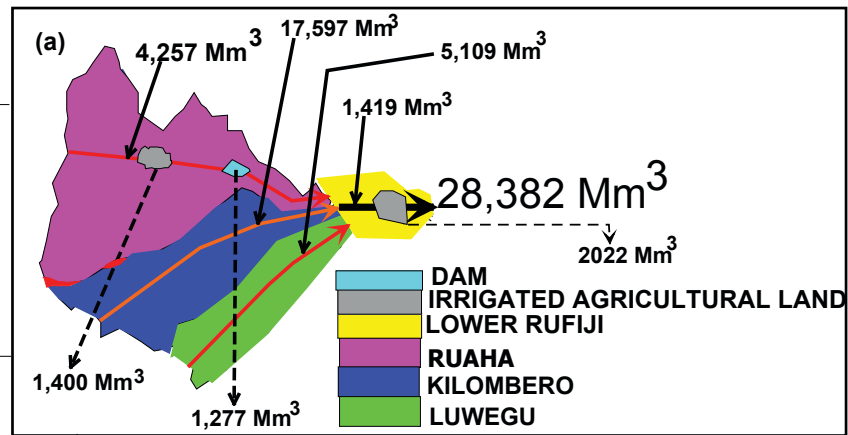 (a)
17,597 Mm³
4,257 Mm³
5,109 Mm³
1,419 Mm³
28,382 Mm³
2022 Mm³
DAM
IRRIGATED AGRICULTURAL LAND
LOWER RUFIJI
RUAHA
KILOMBERO
LUWEGU
1,400 Mm³
1,277 Mm³